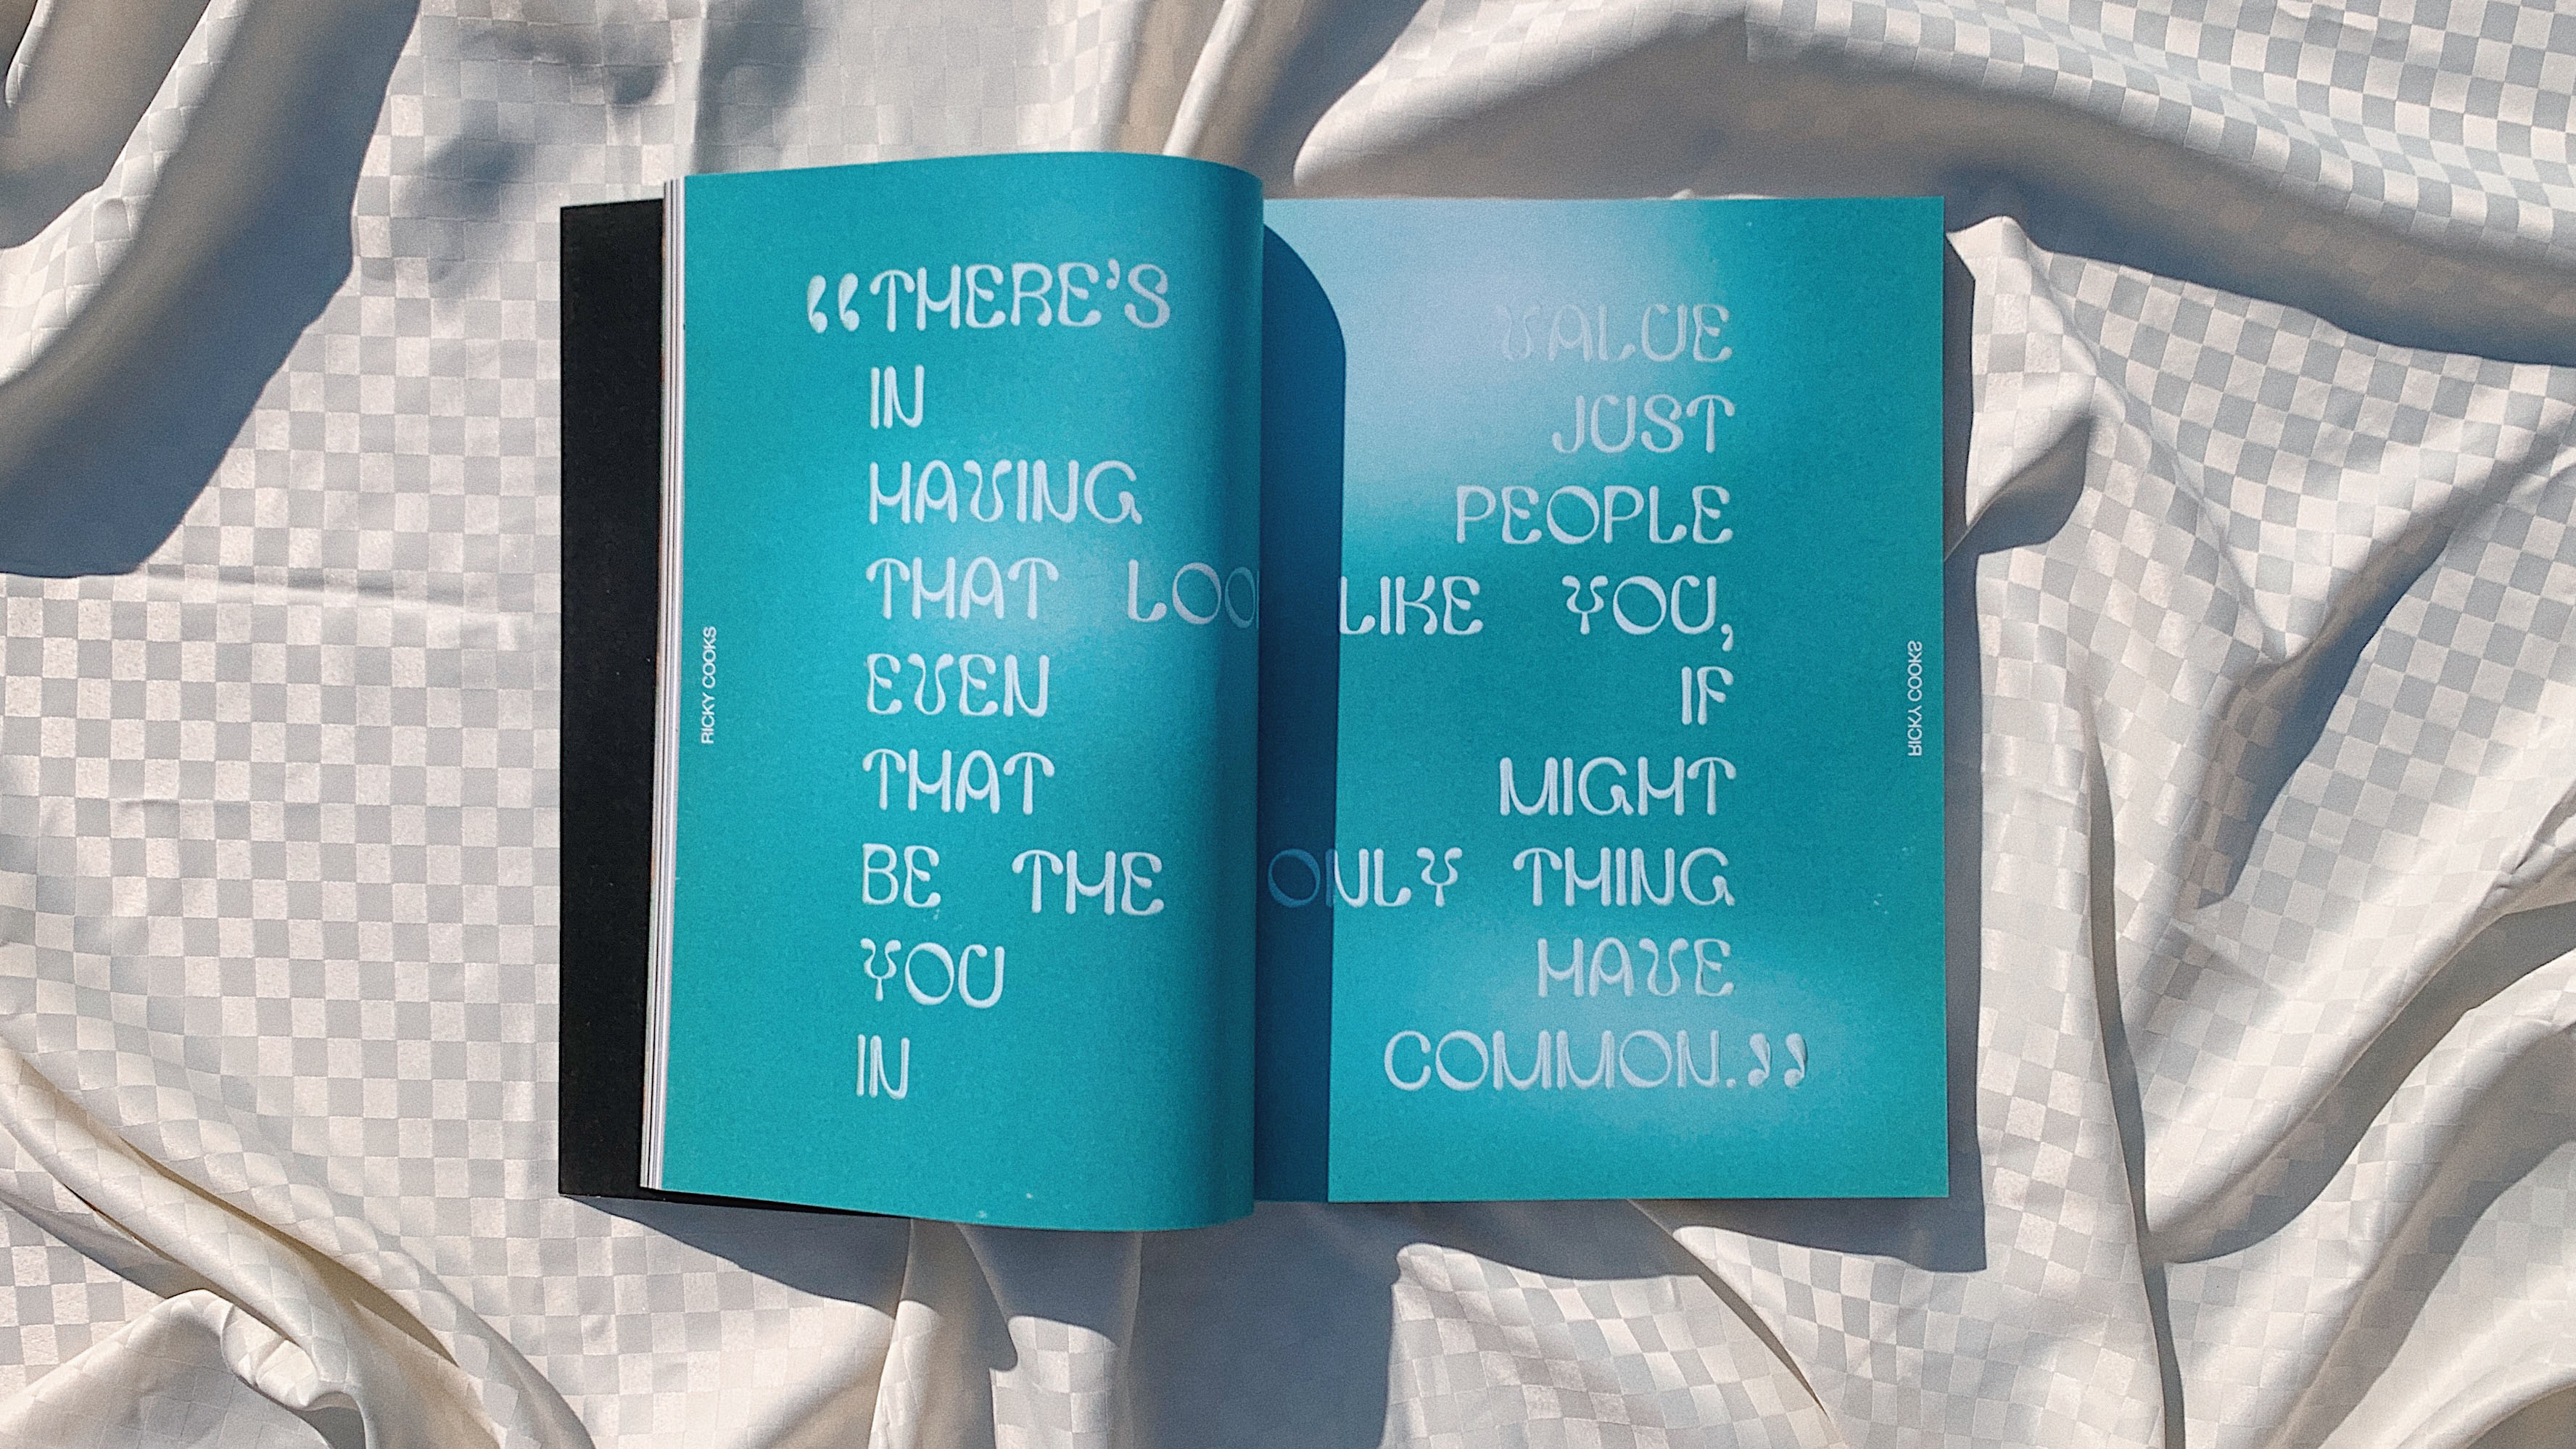 “THERE’S VALUE
IN JUST
HAVING PEOPLE
THAT LOO LIKE YOU,
EVEN IF
THAT MIGHT
BE THE ONLY THING
YOU HAVE
IN COMMON.”
RICKY COOKS
RICKY COOKS